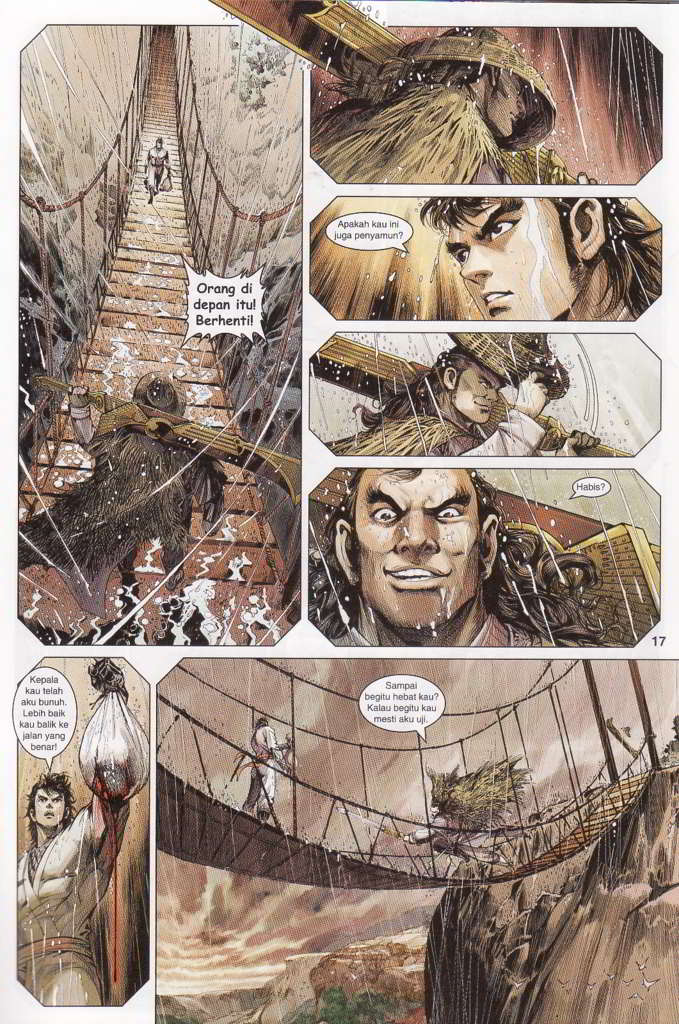 Orang di
depan itu!
Berhenti!
Apakah kau ini
juga penyamun?
Habis?
17
Kepala
kau telah
aku bunuh.
Lebih baik
kau balik ke
jalan yang
benar!
Sampai
begitu hebat kau?
Kalau begitu kau
mesti aku uji.